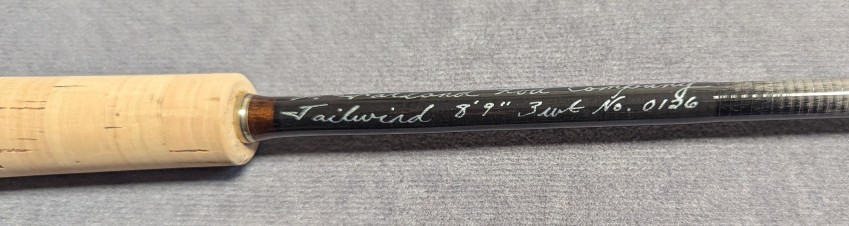 Rod Company
Tailwind 8'9" 3wt No. 0126